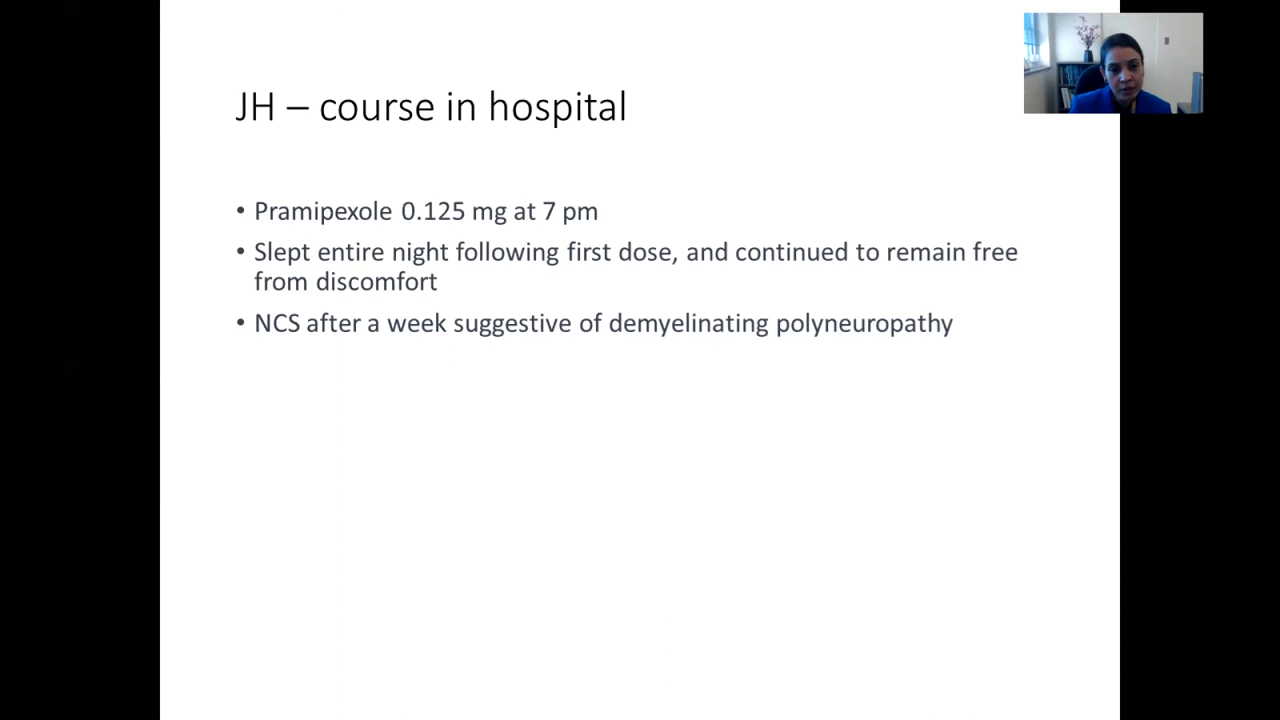 JH – course in hospital
• Pramipexole 0.125 mg at 7 pm
• Slept entire night following first dose, and continued to remain free
from discomfort
• NCS after a week suggestive of demyelinating polyneuropathy